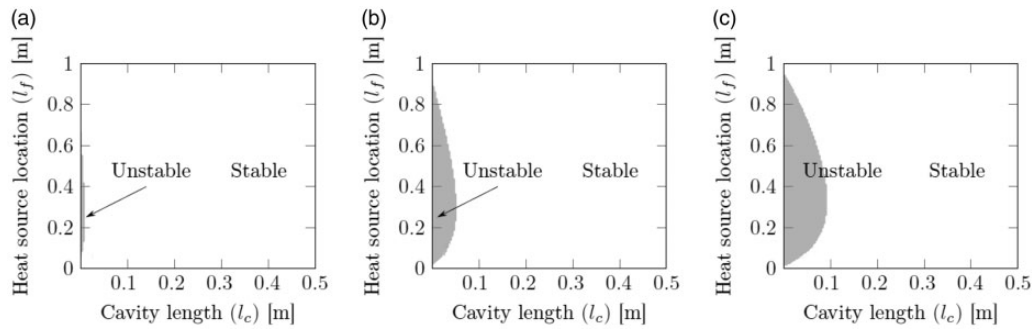 (a)
Heat source location (l_f) [m]
1
0.8
0.6
0.4
0.2
0
Unstable Stable
0.1 0.2 0.3 0.4 0.5
Cavity length (l_c) [m]
(b)
Heat source location (l_f) [m]
1
0.8
0.6
0.4
0.2
0
Unstable Stable
0.1 0.2 0.3 0.4 0.5
Cavity length (l_c) [m]
(c)
Heat source location (l_f) [m]
1
0.8
0.6
0.4
0.2
0
Unstable Stable
0.1 0.2 0.3 0.4 0.5
Cavity length (l_c) [m]